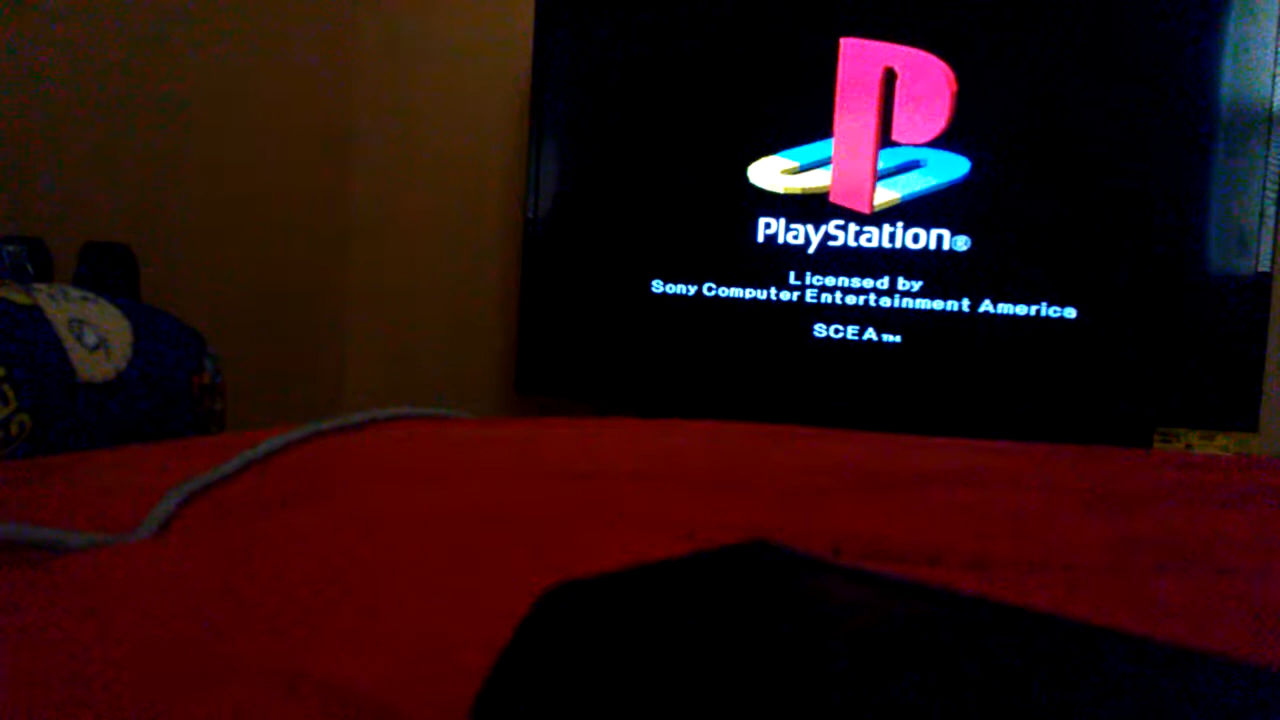 PlayStation®
Licensed by
Sony Computer Entertainment America
SCEA™